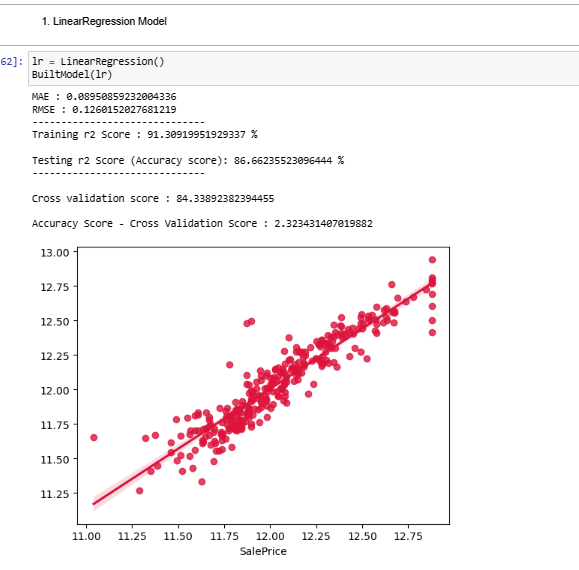 1. LinearRegression Model
62]: lr = LinearRegression()
BuiltModel(lr)
MAE : 0.08950859232004336
RMSE : 0.1260152027681219
------------------------------
Training r2 Score : 91.30919951929337 %
Testing r2 Score (Accuracy score): 86.66235523096444 %
------------------------------
Cross validation score : 84.33892382394455
Accuracy Score - Cross Validation Score : 2.323431407019882
13.00
12.75
12.50
12.25
12.00
11.75
11.50
11.25
11.00 11.25 11.50 11.75 12.00 12.25 12.50 12.75
SalePrice